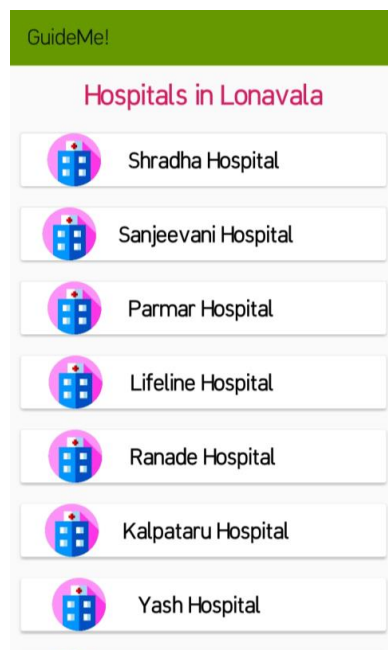 GuideMe!
Hospitals in Lonavala
Shradha Hospital
Sanjeevani Hospital
Parmar Hospital
Lifeline Hospital
Ranade Hospital
Kalpataru Hospital
Yash Hospital